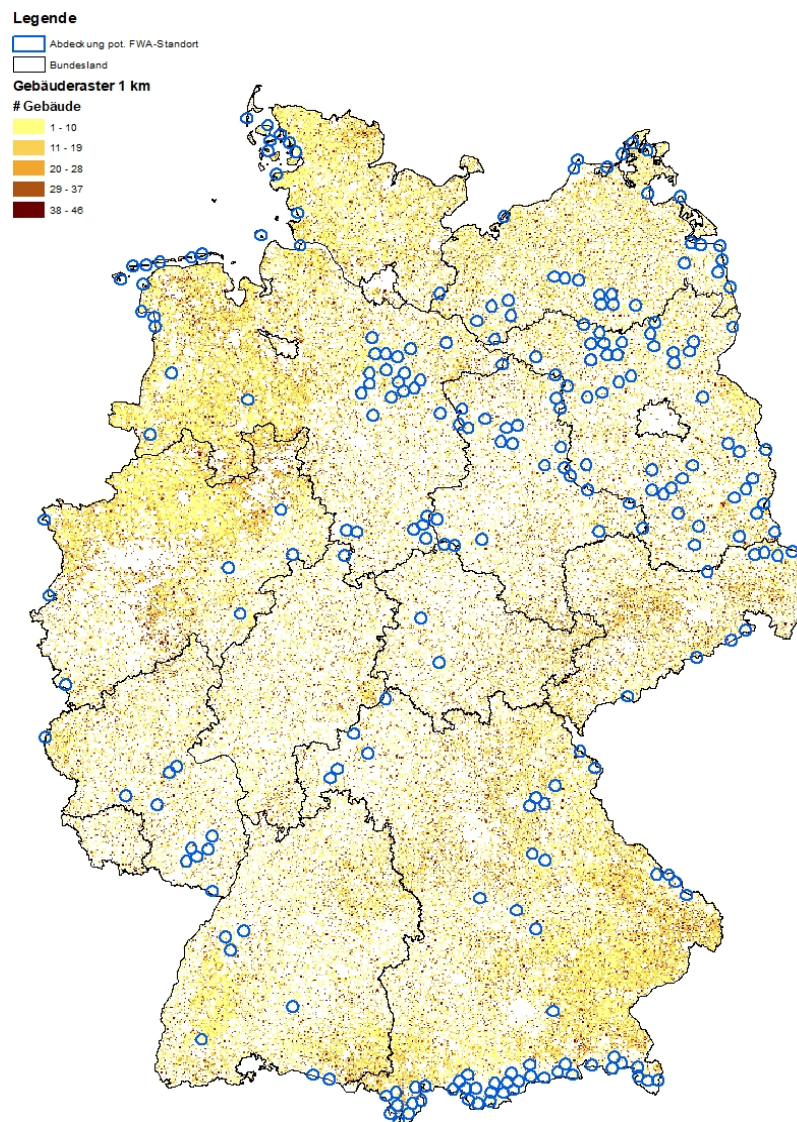 Legende
Abdeckung pot. FWA-Standort
Bundesland
Gebäuderaster 1 km
# Gebäude
1 - 10
11 - 19
20 - 28
29 - 37
38 - 46